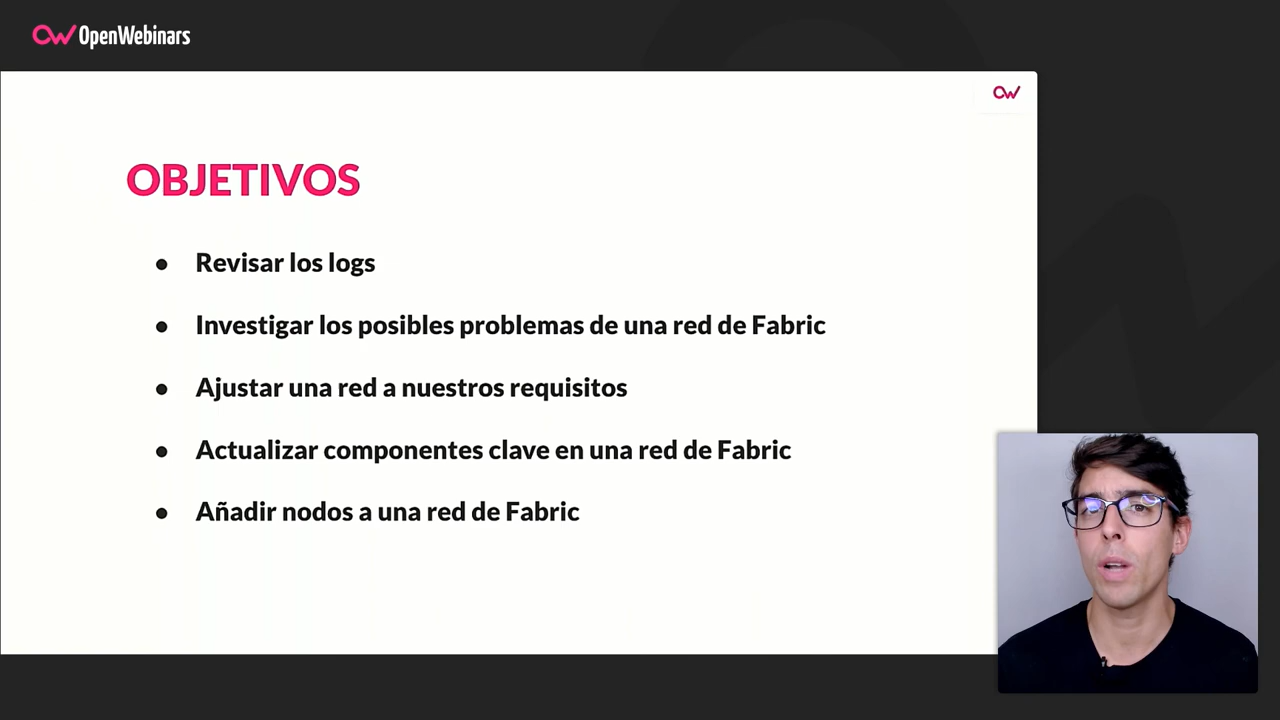 OpenWebinars
OBJETIVOS
● Revisar los logs
● Investigar los posibles problemas de una red de Fabric
● Ajustar una red a nuestros requisitos
● Actualizar componentes clave en una red de Fabric
● Añadir nodos a una red de Fabric